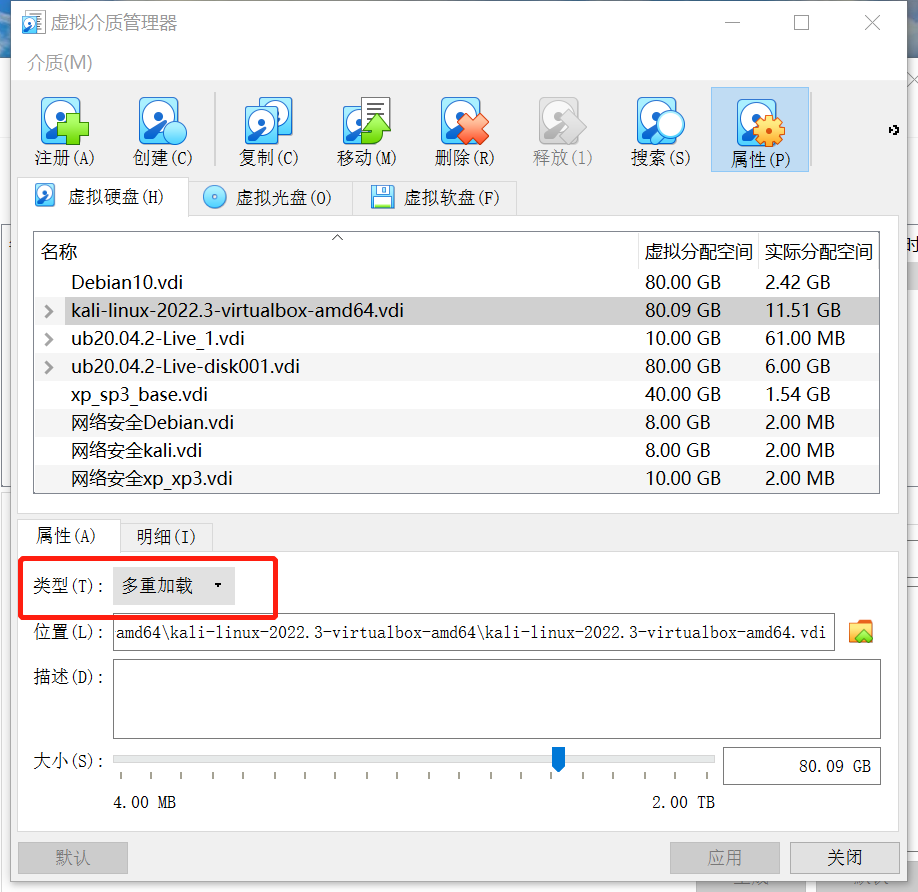 虚拟介质管理器
介质(M)
注册(A) 创建(C) 复制(C) 移动(M) 删除(R) 释放(1) 搜索(S) 属性(P)
虚拟硬盘(H) 虚拟光盘(O) 虚拟软盘(F)
名称 虚拟分配空间 实际分配空间
Debian10.vdi 80.00 GB 2.42 GB
kali-linux-2022.3-virtualbox-amd64.vdi 80.09 GB 11.51 GB
ub20.04.2-Live_1.vdi 10.00 GB 61.00 MB
ub20.04.2-Live-disk001.vdi 80.00 GB 6.00 GB
xp_sp3_base.vdi 40.00 GB 1.54 GB
网络安全Debian.vdi 8.00 GB 2.00 MB
网络安全kali.vdi 8.00 GB 2.00 MB
网络安全xp_xp3.vdi 10.00 GB 2.00 MB
属性(A) 明细(I)
类型(T): 多重加载
位置(L): amd64\kali-linux-2022.3-virtualbox-amd64\kali-linux-2022.3-virtualbox-amd64.vdi
描述(D):
大小(S): 80.09 GB
4.00 MB 2.00 TB
默认 应用 关闭